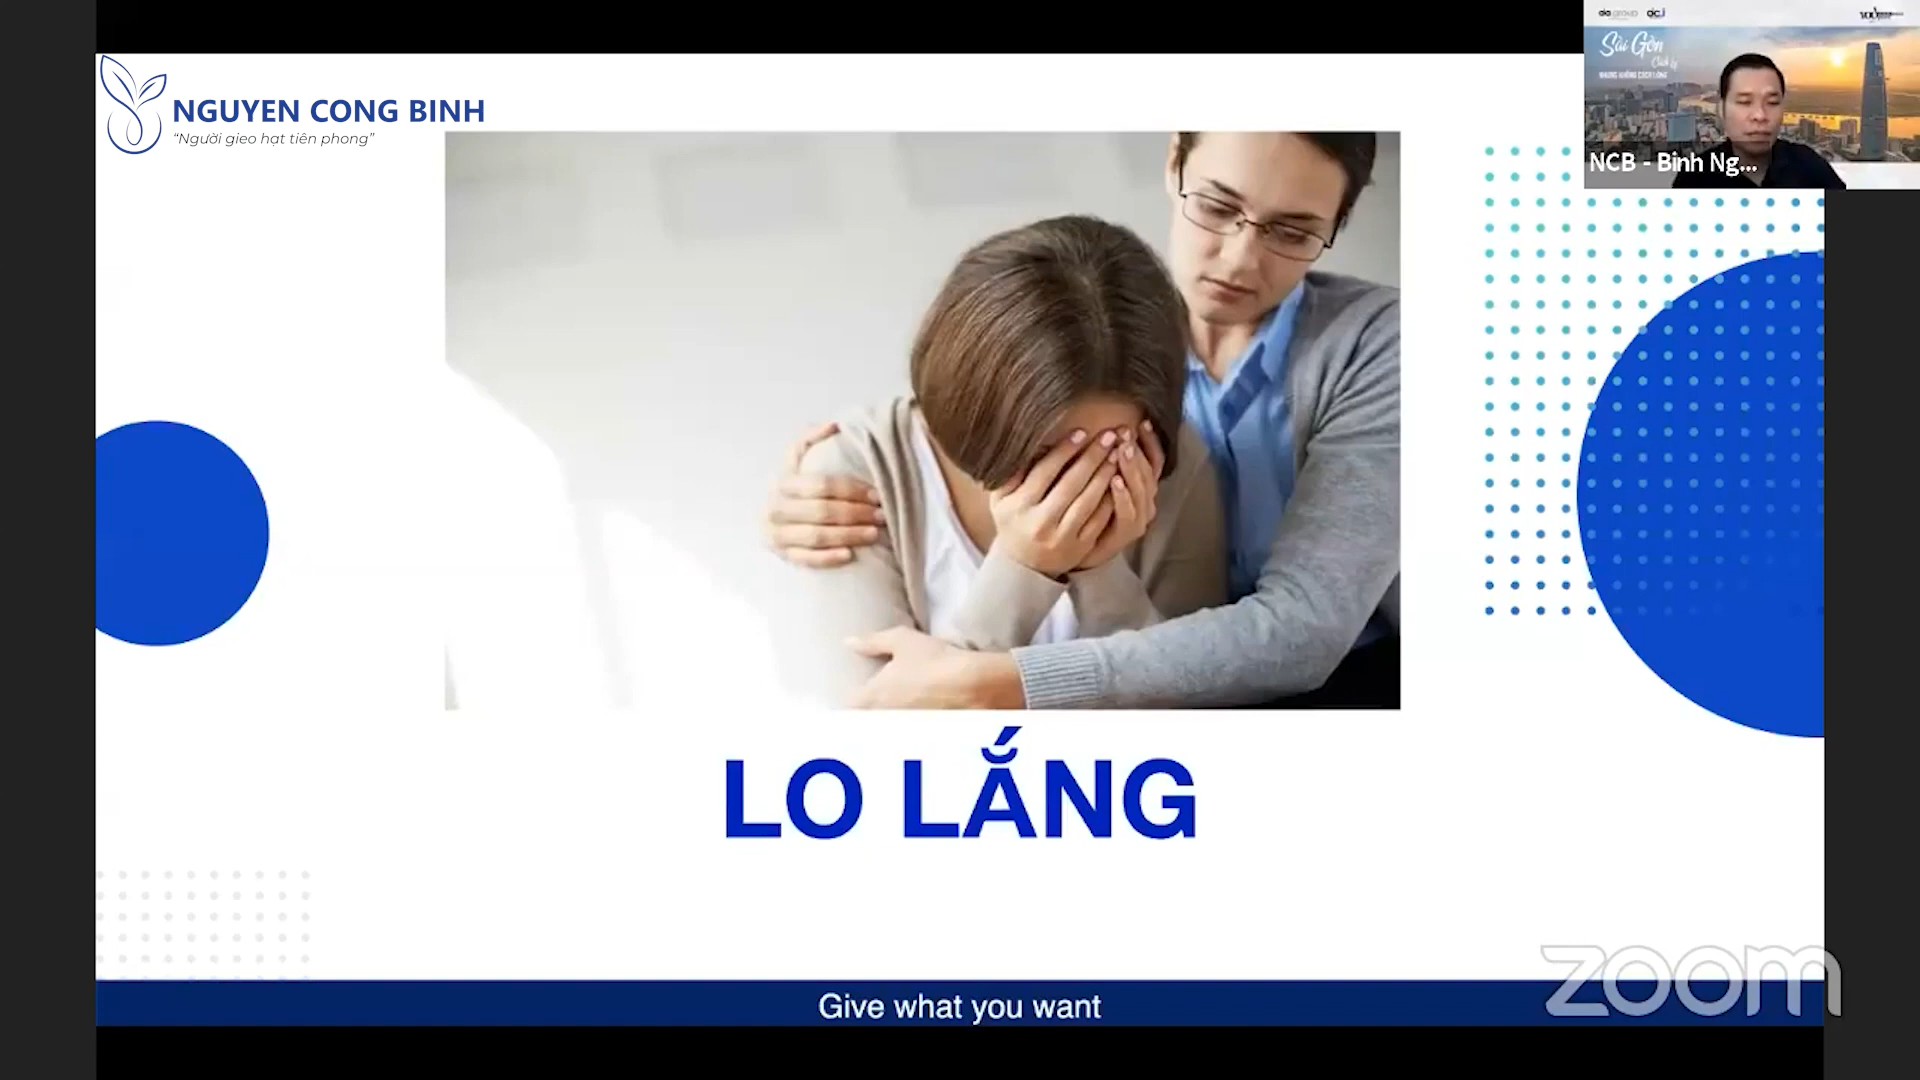 NGUYEN CONG BINH
“Người gieo hạt tiên phong”
Sài Gòn
Cách Ly
NHƯNG KHÔNG CÁCH LÒNG
NCB - Binh Ng...
LO LẮNG
Give what you want
zoom